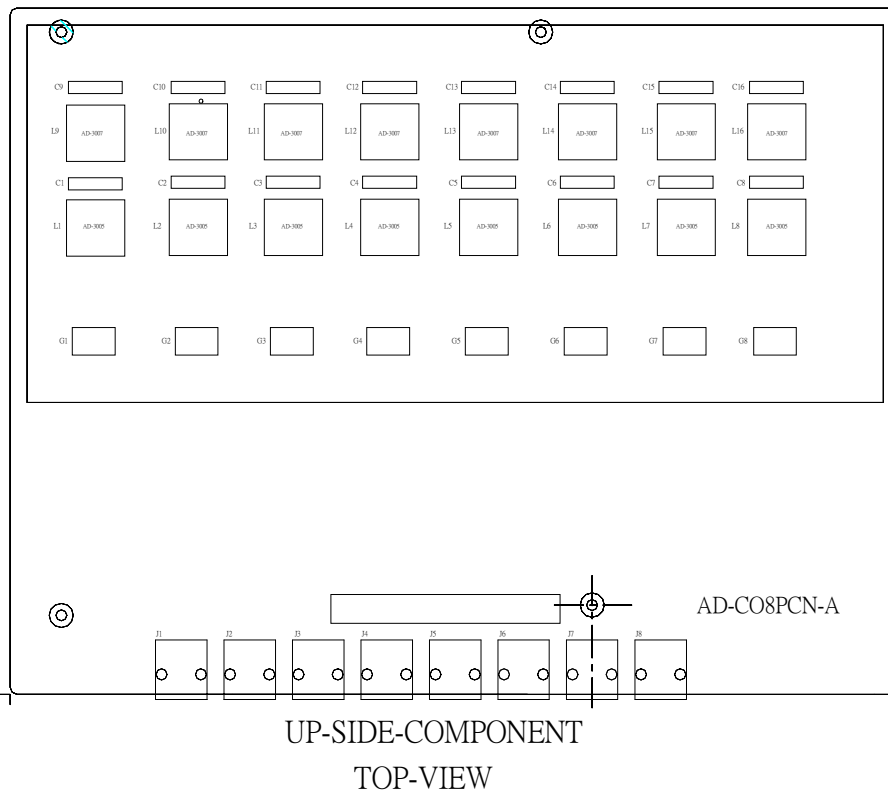 C9 C10 C11 C12 C13 C14 C15 C16
L9 AD-3007 L10 AD-3007 L11 AD-3007 L12 AD-3007 L13 AD-3007 L14 AD-3007 L15 AD-3007 L16 AD-3007
C1 C2 C3 C4 C5 C6 C7 C8
L1 AD-3005 L2 AD-3005 L3 AD-3005 L4 AD-3005 L5 AD-3005 L6 AD-3005 L7 AD-3005 L8 AD-3005
G1 G2 G3 G4 G5 G6 G7 G8
AD-CO8PCN-A
J1 J2 J3 J4 J5 J6 J7 J8
UP-SIDE-COMPONENT
TOP-VIEW